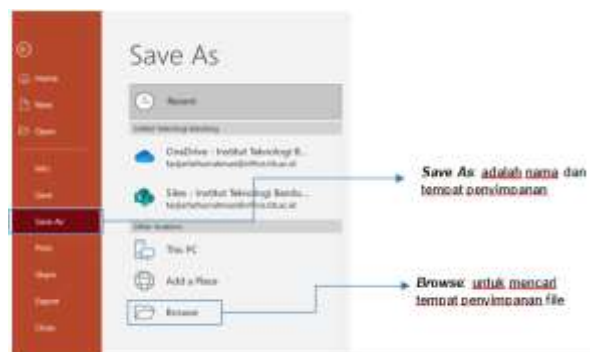 Save As
Home
New
Open
Info
Save
Save As
Print
Share
Export
Close
Recent
OneDrive - Institut Teknologi B...
Sites - Institut Teknologi Bandu...
Other locations
This PC
Add a Place
Browse
Save As: adalah nama dan
tempat penyimpanan
Browse: untuk mencari
tempat penyimpanan file